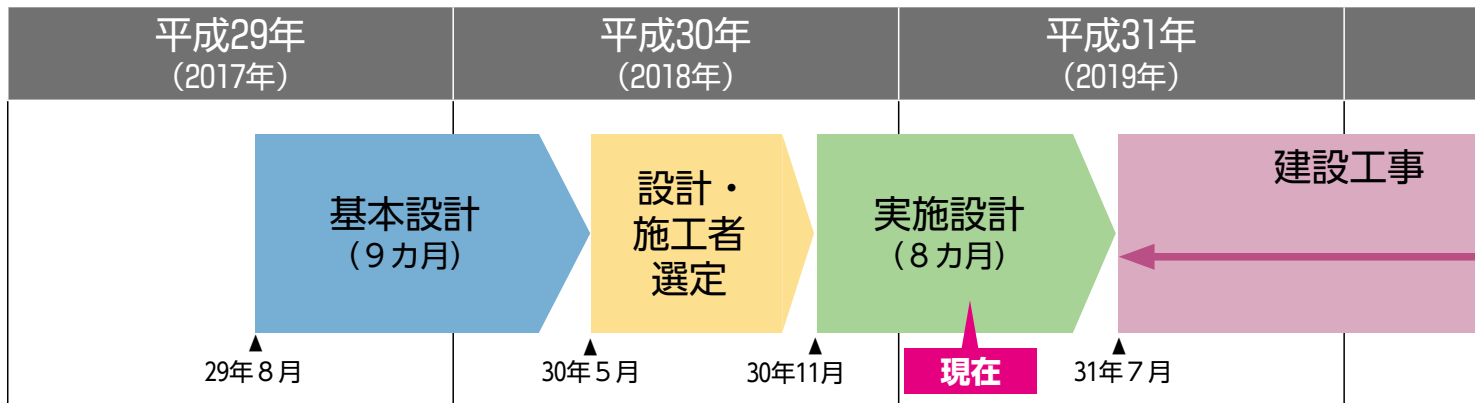 平成29年
（2017年）
平成30年
（2018年）
平成31年
（2019年）
基本設計
（９カ月）
設計・
施工者
選定
実施設計
（８カ月）
建設工事
29年８月
30年５月
30年11月
現在
31年７月